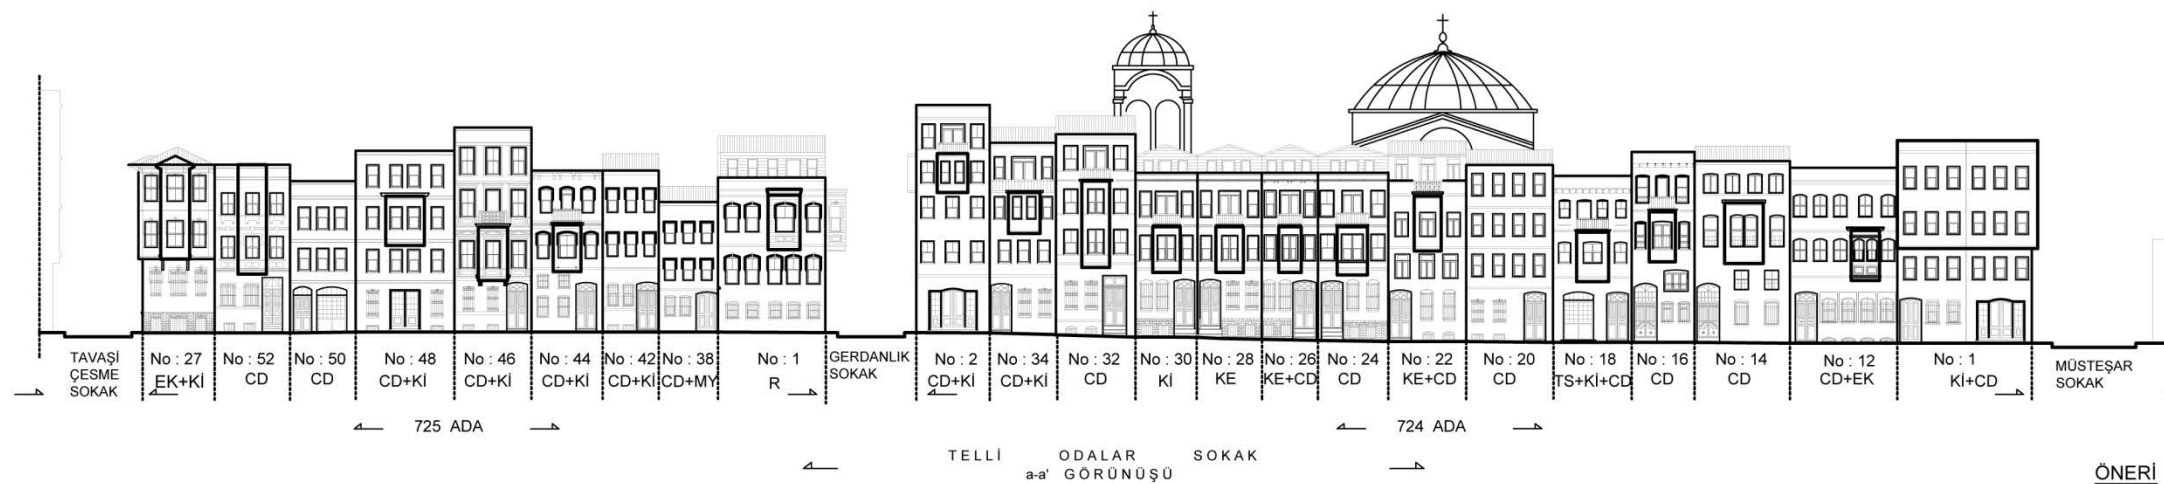 TAVAŞİ
ÇESME
SOKAK
No : 27
EK+Kİ
No : 52
CD
No : 50
CD
No : 48
CD+Kİ
No : 46
CD+Kİ
No : 44
CD+Kİ
No : 42
CD+Kİ
No : 38
CD+MY
No : 1
R
GERDANLIK
SOKAK
No : 2
CD+Kİ
No : 34
CD+Kİ
No : 32
CD
No : 30
Kİ
No : 28
KE
No : 26
KE+CD
No : 24
CD
No : 22
KE+CD
No : 20
CD
No : 18
TS+Kİ+CD
No : 16
CD
No : 14
CD
No : 12
CD+EK
No : 1
Kİ+CD
MÜSTEŞAR
SOKAK
725 ADA
724 ADA
TELLİ ODALAR SOKAK
a-a' GÖRÜNÜŞÜ
ÖNERİ